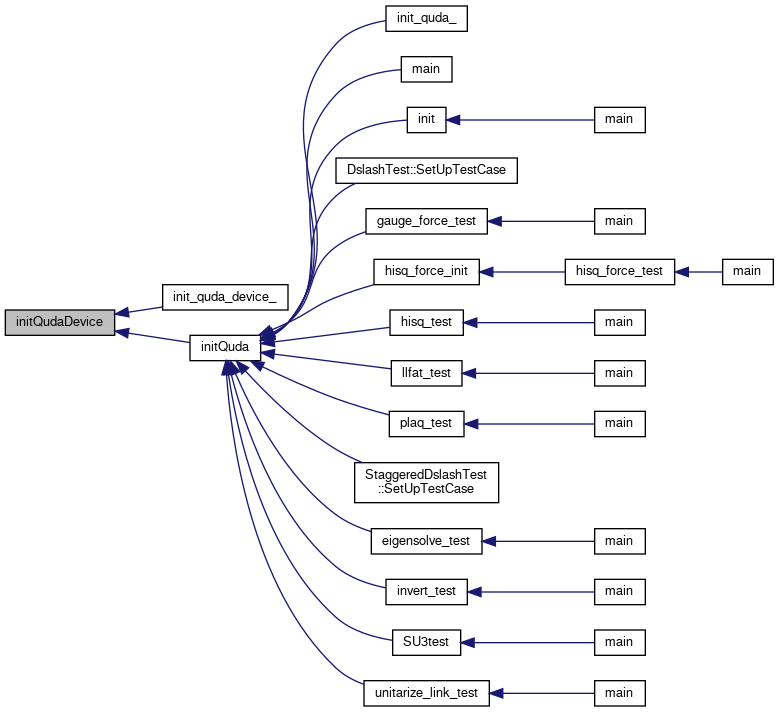 init_quda_
main
init
main
DslashTest::SetUpTestCase
gauge_force_test
main
hisq_force_init
hisq_force_test
main
init_quda_device_
initQudaDevice
hisq_test
main
initQuda
llfat_test
main
plaq_test
main
StaggeredDslashTest
::SetUpTestCase
eigensolve_test
main
invert_test
main
SU3test
main
unitarize_link_test
main